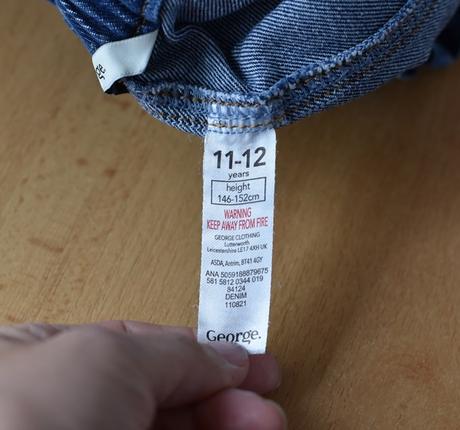 11-12
years
height
146-152cm
WARNING
KEEP AWAY FROM FIRE
GEORGE CLOTHING
Lutterworth
Leicestershire LE17 4XH UK
ASDA, Antrim, BT41 4GY
ANA 5059188879675
581 5812 0344 019
84124
DENIM
110821
George.